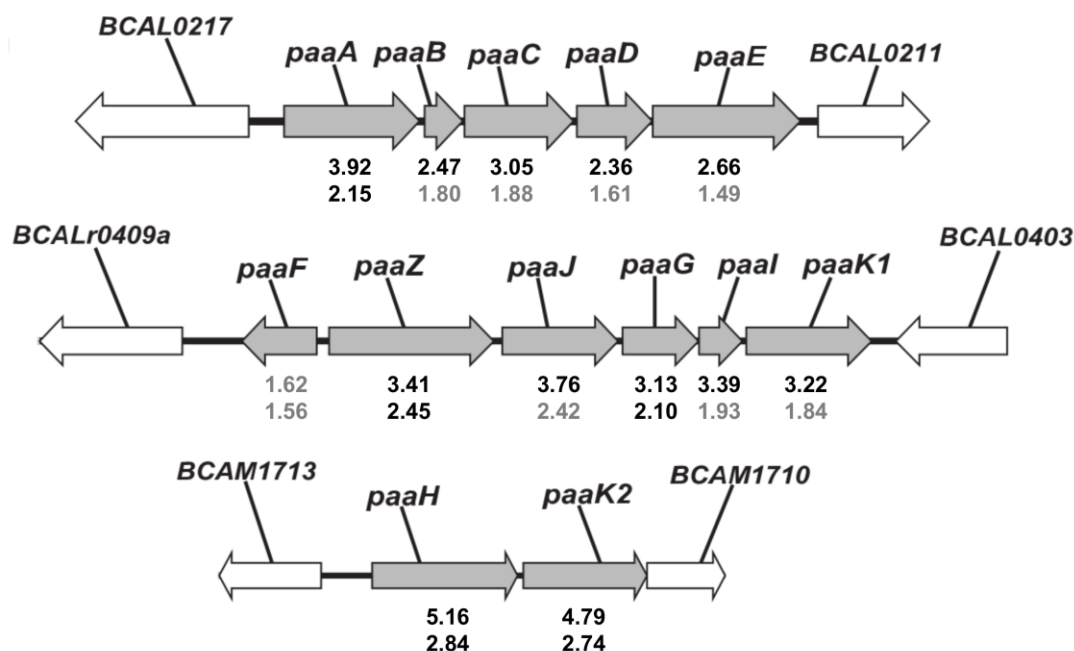 BCAL0217 paaA paaB paaC paaD paaE BCAL0211
3.92 2.47 3.05 2.36 2.66
2.15 1.80 1.88 1.61 1.49
BCALr0409a paaF paaZ paaJ paaG paaI paaK1 BCAL0403
1.62 3.41 3.76 3.13 3.39 3.22
1.56 2.45 2.42 2.10 1.93 1.84
BCAM1713 paaH paaK2 BCAM1710
5.16 4.79
2.84 2.74